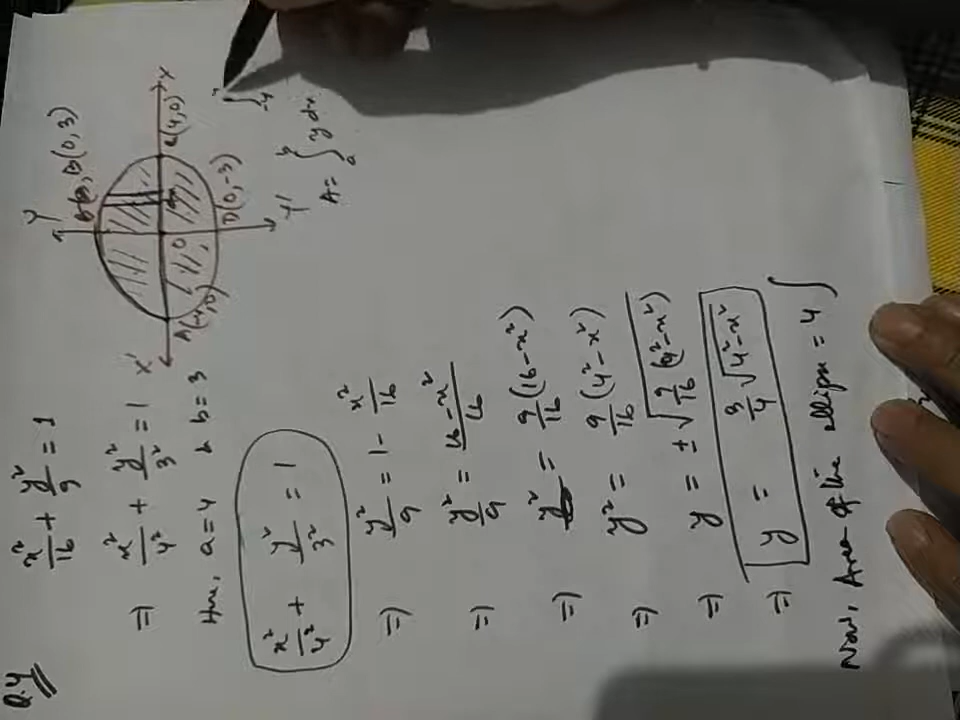 Q.4
x²/16 + y²/9 = 1
⇒ x²/4² + y²/3² = 1
Here, a = 4 & b = 3
x²/4² + y²/3² = 1
⇒ y²/9 = 1 - x²/16
⇒ y²/9 = 16-x²/16
⇒ y² = 9/16 (16-x²)
⇒ y² = 9/16 (4²-x²)
⇒ y = ±√9/16 (4²-x²)
⇒ y = 3/4 √4²-x²
Now, Area of the ellipse = 4 ∫
Y
B(0, 3)
X'
A(-4,0)
O
C(4,0)
X
D(0,-3)
Y'
∫ -4
A = ∫ₐᵇ y dx